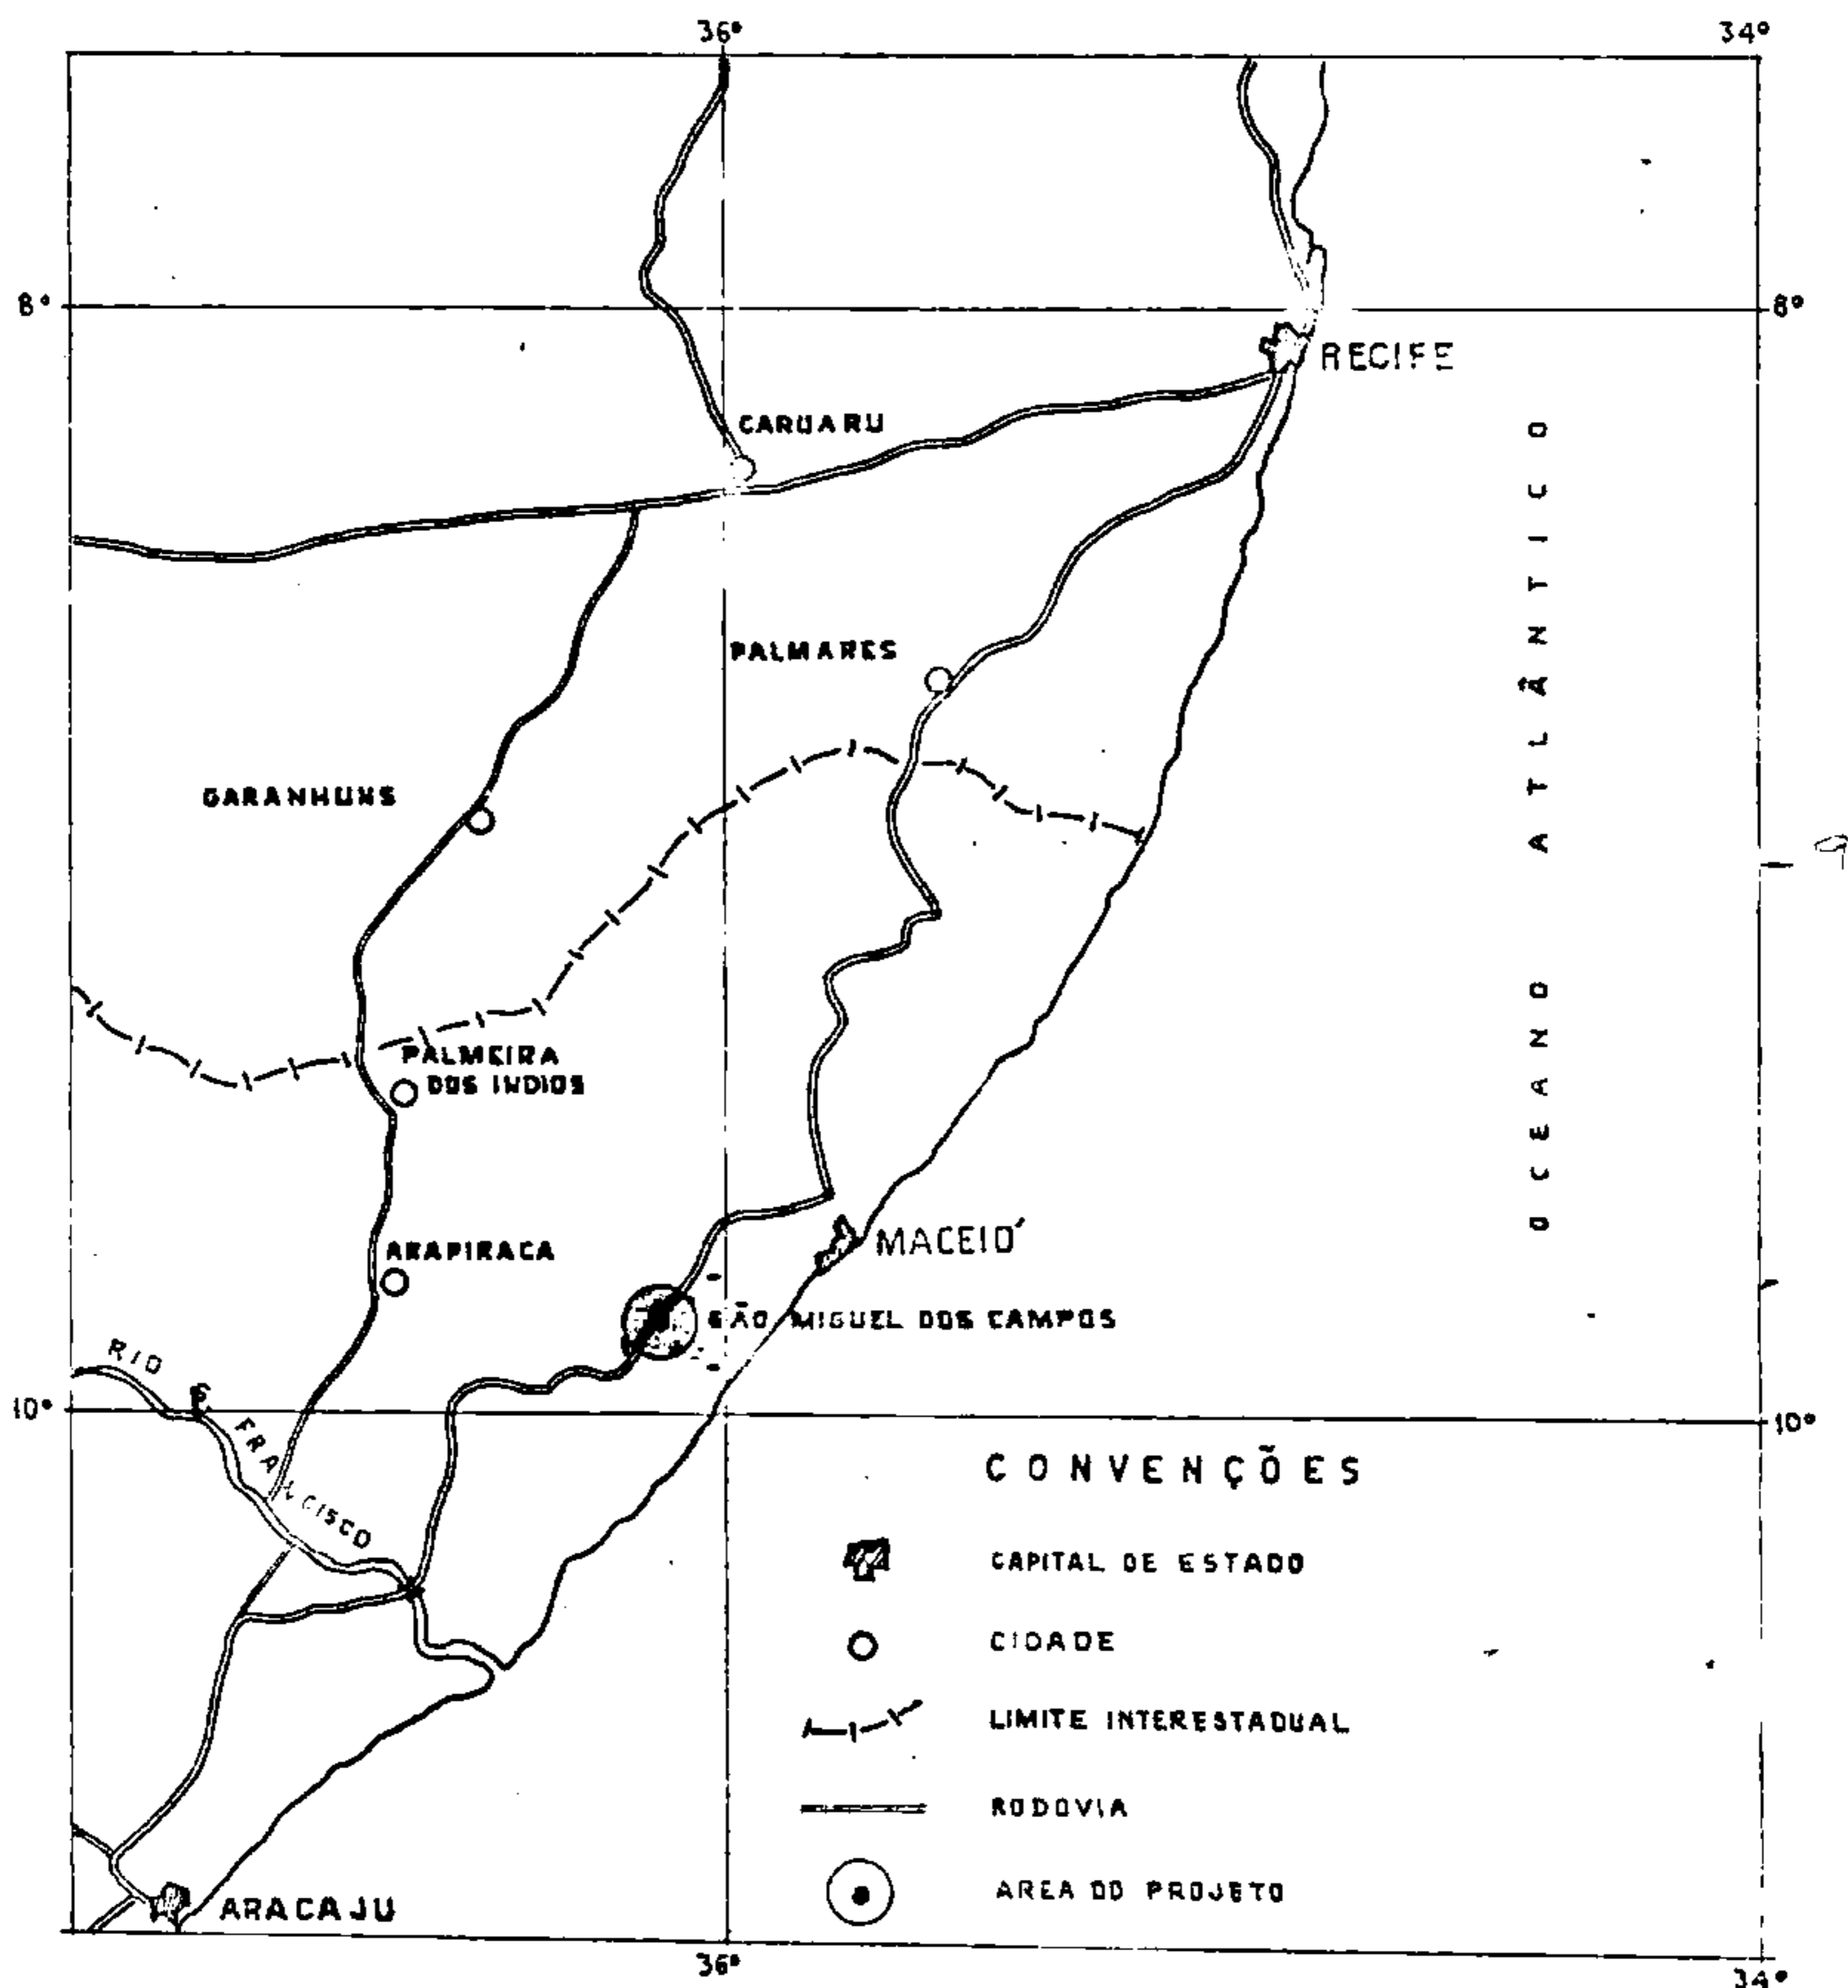 36°
34°
8°
8°
RECIFE
CARUARU
PALMARES
GARANHUNS
OCEANO ATLÂNTICO
PALMEIRA
DOS INDIOS
MACEIÓ
ARAPIRACA
SÃO MIGUEL DOS CAMPOS
RIO S. FRANCISCO
10°
10°
CONVENÇÕES
CAPITAL DE ESTADO
CIDADE
LIMITE INTERESTADUAL
RODOVIA
AREA DO PROJETO
ARACAJU
36°
34°